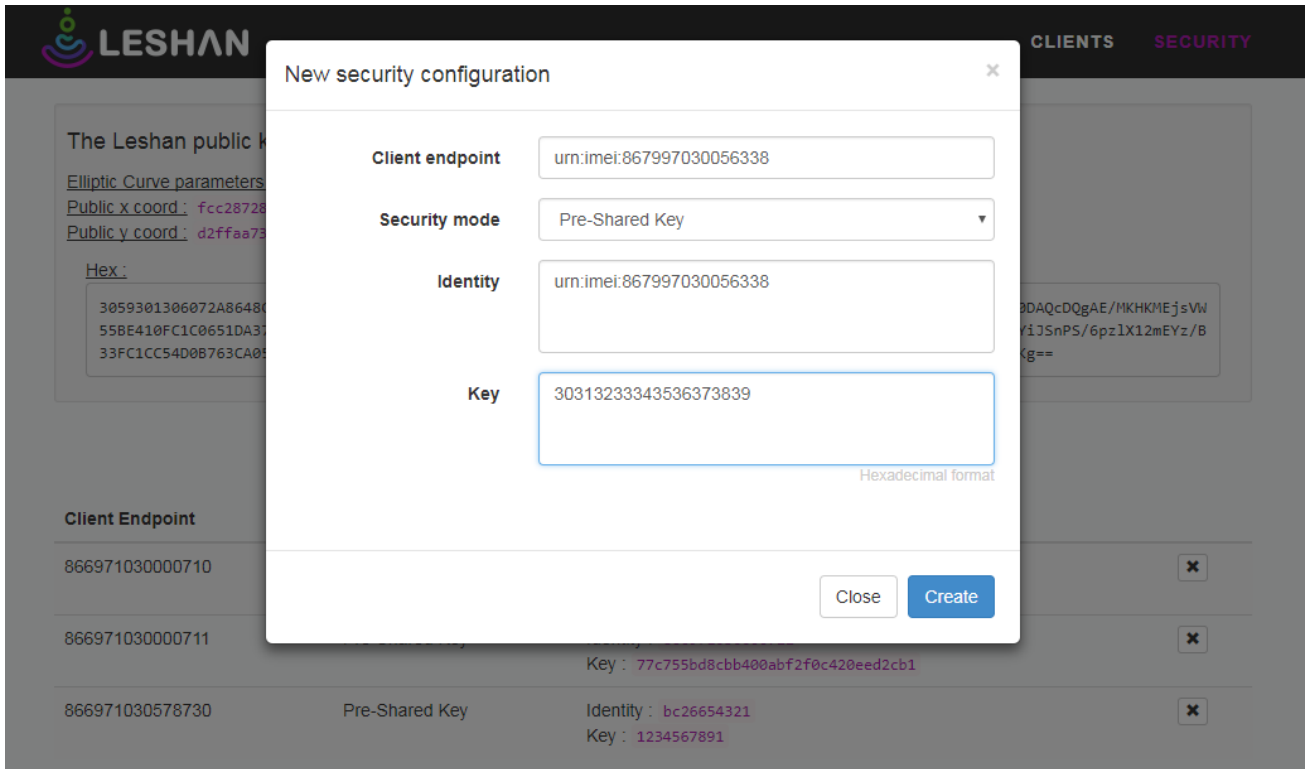 LESHAN
CLIENTS SECURITY
New security configuration ×
The Leshan public k
Client endpoint urn:imei:867997030056338
Elliptic Curve parameters
Public x coord : fcc28728
Security mode Pre-Shared Key
Public y coord : d2ffaa73
Hex :
Identity urn:imei:867997030056338
3059301306072A8648 0DAQcDQgAE/MKHKMEjsVW
55BE410FC1C0651DA37 YiJSnPS/6pzlX12mEYz/B
33FC1CC54D0B763CA05 Kg==
Key 30313233343536373839
Hexadecimal format
Client Endpoint
866971030000710
Close Create
866971030000711
Key : 77c755bd8cbb400abf2f0c420eed2cb1
866971030578730 Pre-Shared Key Identity : bc26654321
Key : 1234567891